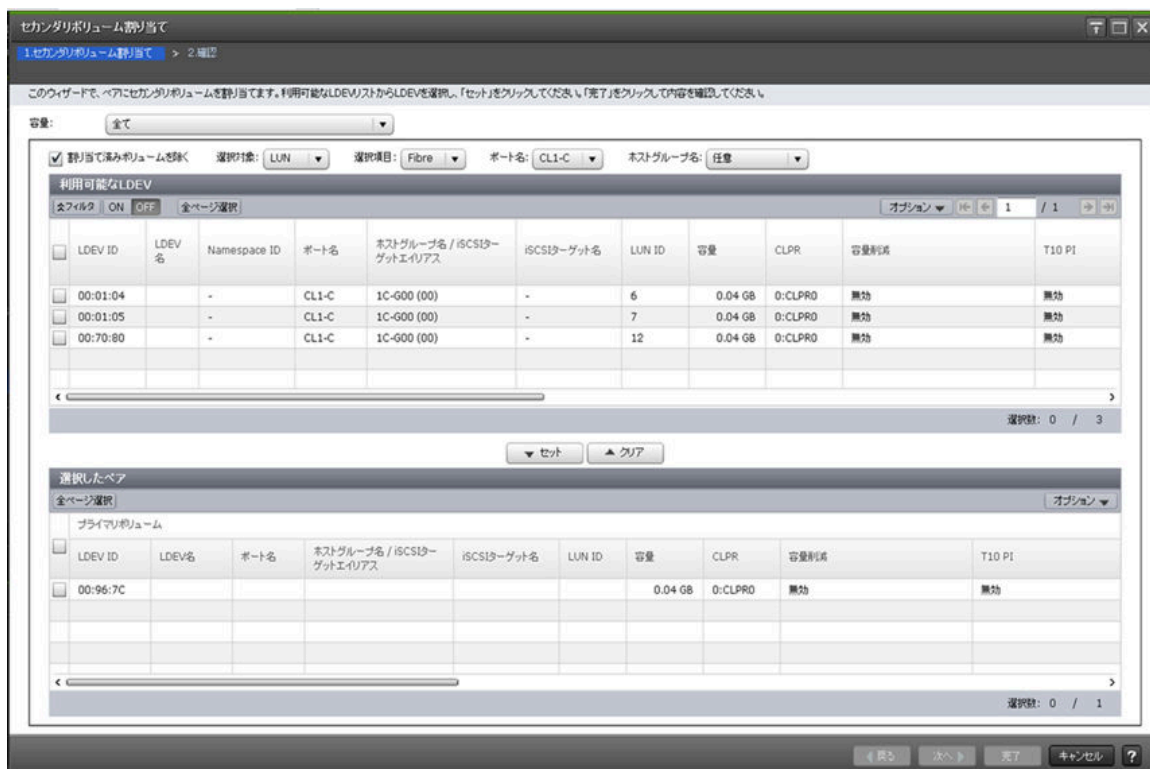 セカンダリボリューム割り当て
1.セカンダリボリューム割り当て > 2.確認
このウィザードで、ペアにセカンダリボリュームを割り当てます。利用可能なLDEVリストからLDEVを選択し、「セット」をクリックしてください。「完了」をクリックして内容を確認してください。
容量: 全て
割り当て済みボリュームを除く 選択対象: LUN 選択項目: Fibre ポート名: CL1-C ホストグループ名: 任意
利用可能なLDEV
全フィルタ ON OFF 全ページ選択 オプション 1 / 1
LDEV ID LDEV名 Namespace ID ポート名 ホストグループ名 / iSCSIターゲットエイリアス iSCSIターゲット名 LUN ID 容量 CLPR 容量削減 T10 PI
00:01:04 - CL1-C 1C-G00 (00) - 6 0.04 GB 0:CLPR0 無効 無効
00:01:05 - CL1-C 1C-G00 (00) - 7 0.04 GB 0:CLPR0 無効 無効
00:70:80 - CL1-C 1C-G00 (00) - 12 0.04 GB 0:CLPR0 無効 無効
選択数: 0 / 3
セット クリア
選択したペア
全ページ選択 オプション
プライマリボリューム
LDEV ID LDEV名 ポート名 ホストグループ名 / iSCSIターゲットエイリアス iSCSIターゲット名 LUN ID 容量 CLPR 容量削減 T10 PI
00:96:7C 0.04 GB 0:CLPR0 無効 無効
選択数: 0 / 1
戻る 次へ 完了 キャンセル ?